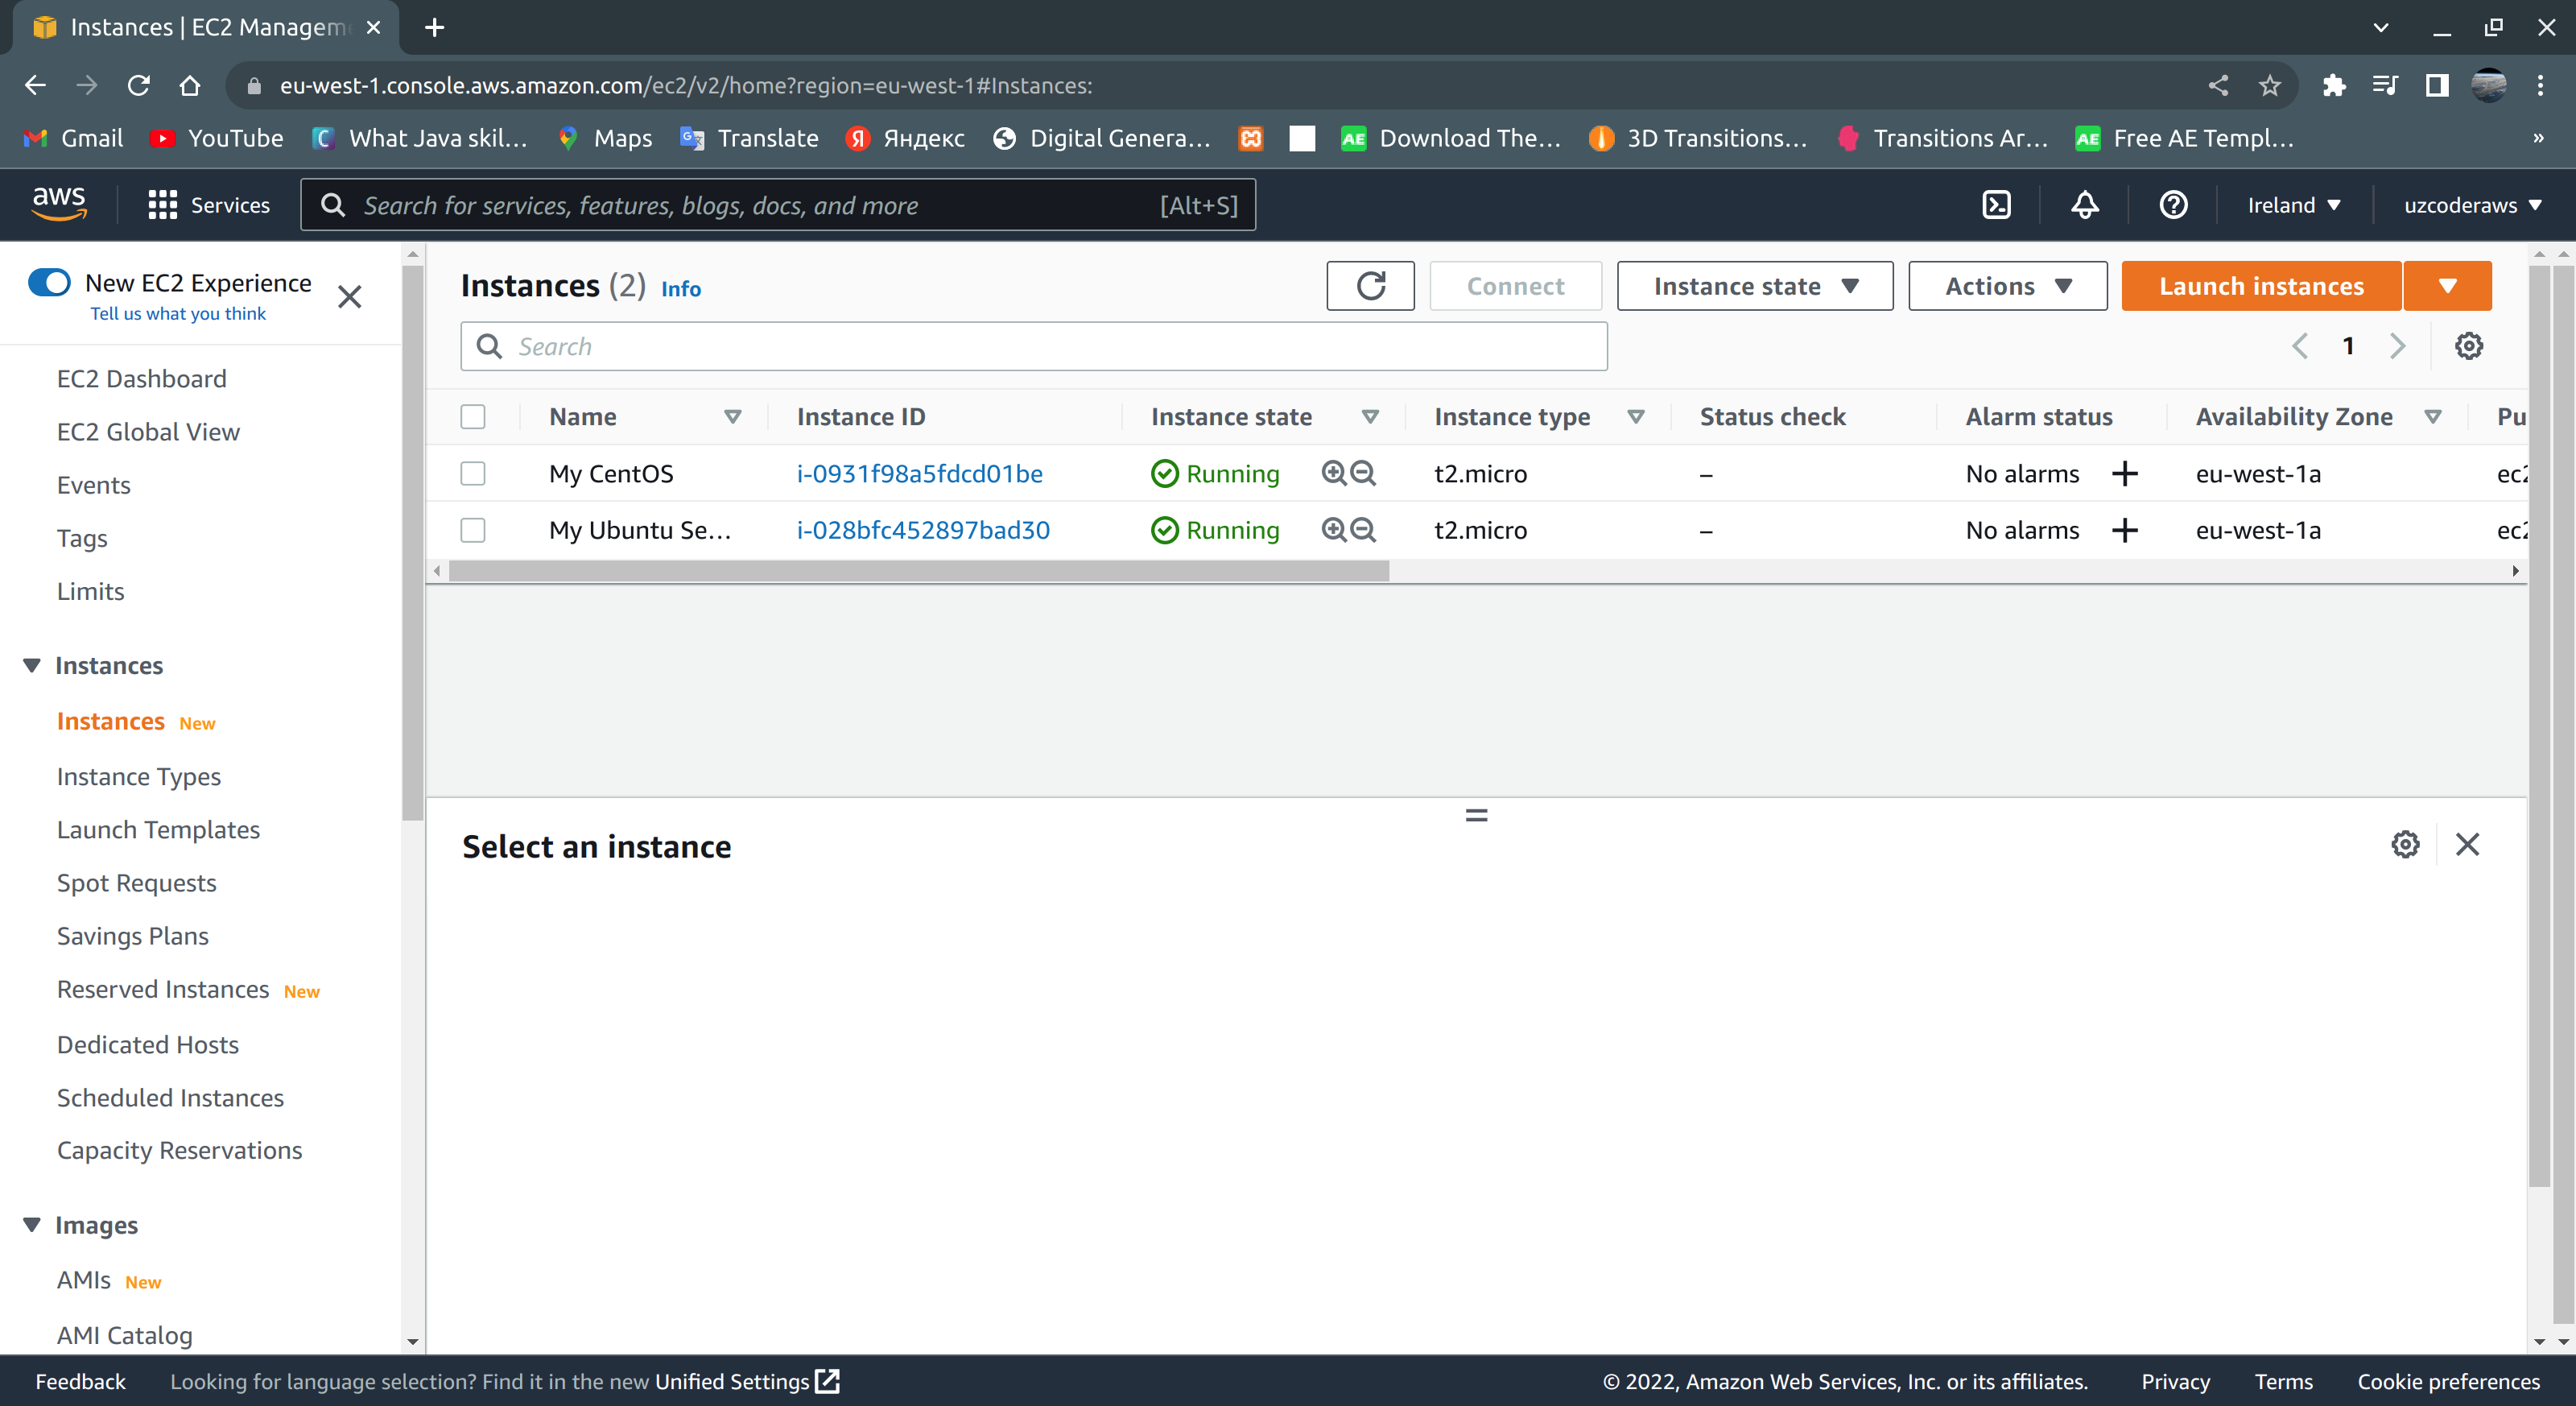 Instances | EC2 Managem
eu-west-1.console.aws.amazon.com/ec2/v2/home?region=eu-west-1#Instances:
Gmail YouTube What Java skil... Maps Translate Яндекс Digital Genera... AE Download The... 3D Transitions... Transitions Ar... AE Free AE Templ... »
aws Services Search for services, features, blogs, docs, and more [Alt+S] Ireland uzcoderaws
New EC2 Experience
Tell us what you think
EC2 Dashboard
EC2 Global View
Events
Tags
Limits
Instances
Instances New
Instance Types
Launch Templates
Spot Requests
Savings Plans
Reserved Instances New
Dedicated Hosts
Scheduled Instances
Capacity Reservations
Images
AMIs New
AMI Catalog
Instances (2) Info Connect Instance state Actions Launch instances
Search 1
Name Instance ID Instance state Instance type Status check Alarm status Availability Zone Pu
My CentOS i-0931f98a5fdcd01be Running t2.micro – No alarms eu-west-1a ec2
My Ubuntu Se... i-028bfc452897bad30 Running t2.micro – No alarms eu-west-1a ec2
Select an instance
Feedback Looking for language selection? Find it in the new Unified Settings © 2022, Amazon Web Services, Inc. or its affiliates. Privacy Terms Cookie preferences